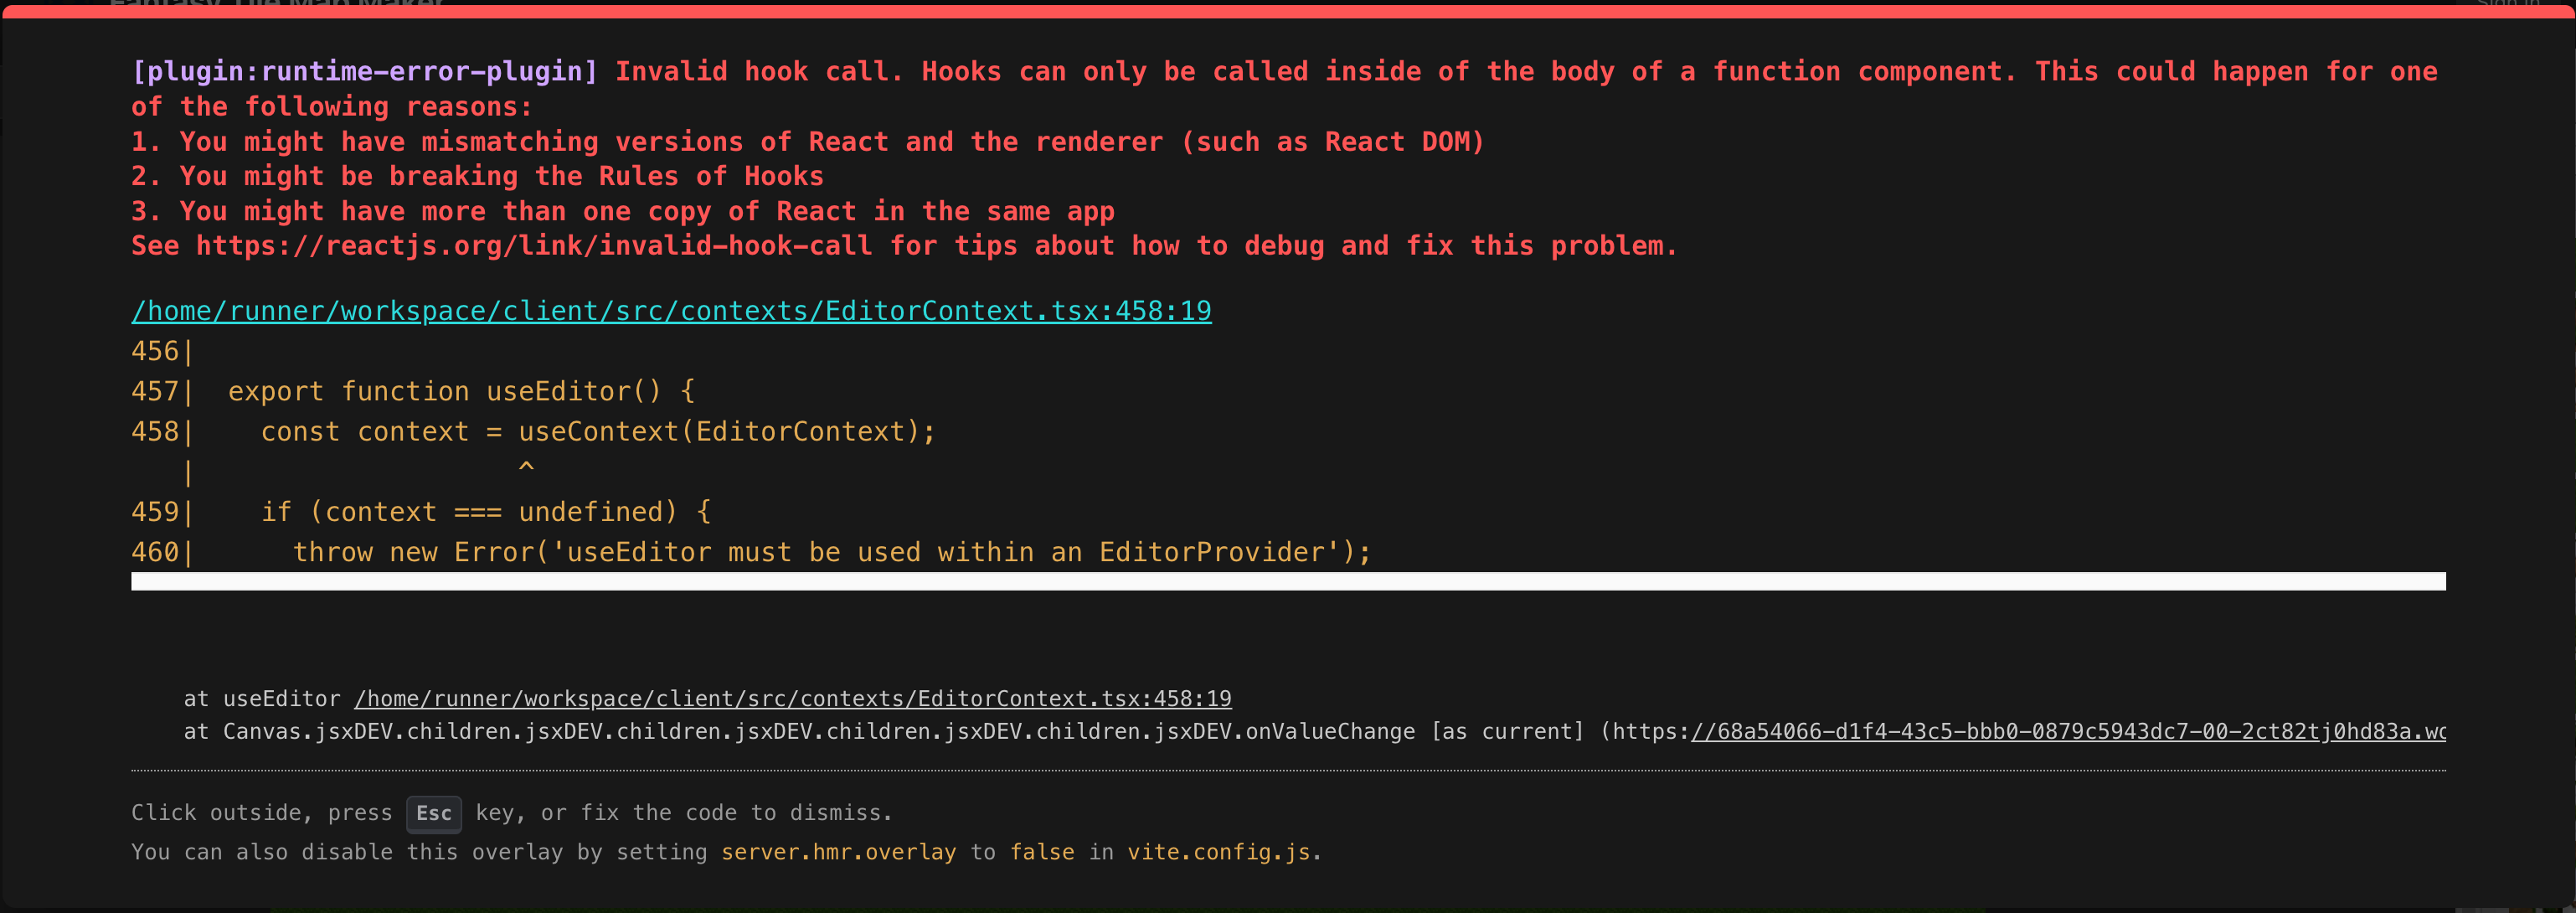 Fantasy Tile Map Maker
Sign In
[plugin:runtime-error-plugin] Invalid hook call. Hooks can only be called inside of the body of a function component. This could happen for one
of the following reasons:
1. You might have mismatching versions of React and the renderer (such as React DOM)
2. You might be breaking the Rules of Hooks
3. You might have more than one copy of React in the same app
See https://reactjs.org/link/invalid-hook-call for tips about how to debug and fix this problem.
/home/runner/workspace/client/src/contexts/EditorContext.tsx:458:19
456|
457|  export function useEditor() {
458|    const context = useContext(EditorContext);
   |                    ^
459|    if (context === undefined) {
460|      throw new Error('useEditor must be used within an EditorProvider');
at useEditor /home/runner/workspace/client/src/contexts/EditorContext.tsx:458:19
at Canvas.jsxDEV.children.jsxDEV.children.jsxDEV.children.jsxDEV.children.jsxDEV.onValueChange [as current] (https://68a54066-d1f4-43c5-bbb0-0879c5943dc7-00-2ct82tj0hd83a.wo
Click outside, press Esc key, or fix the code to dismiss.
You can also disable this overlay by setting server.hmr.overlay to false in vite.config.js.